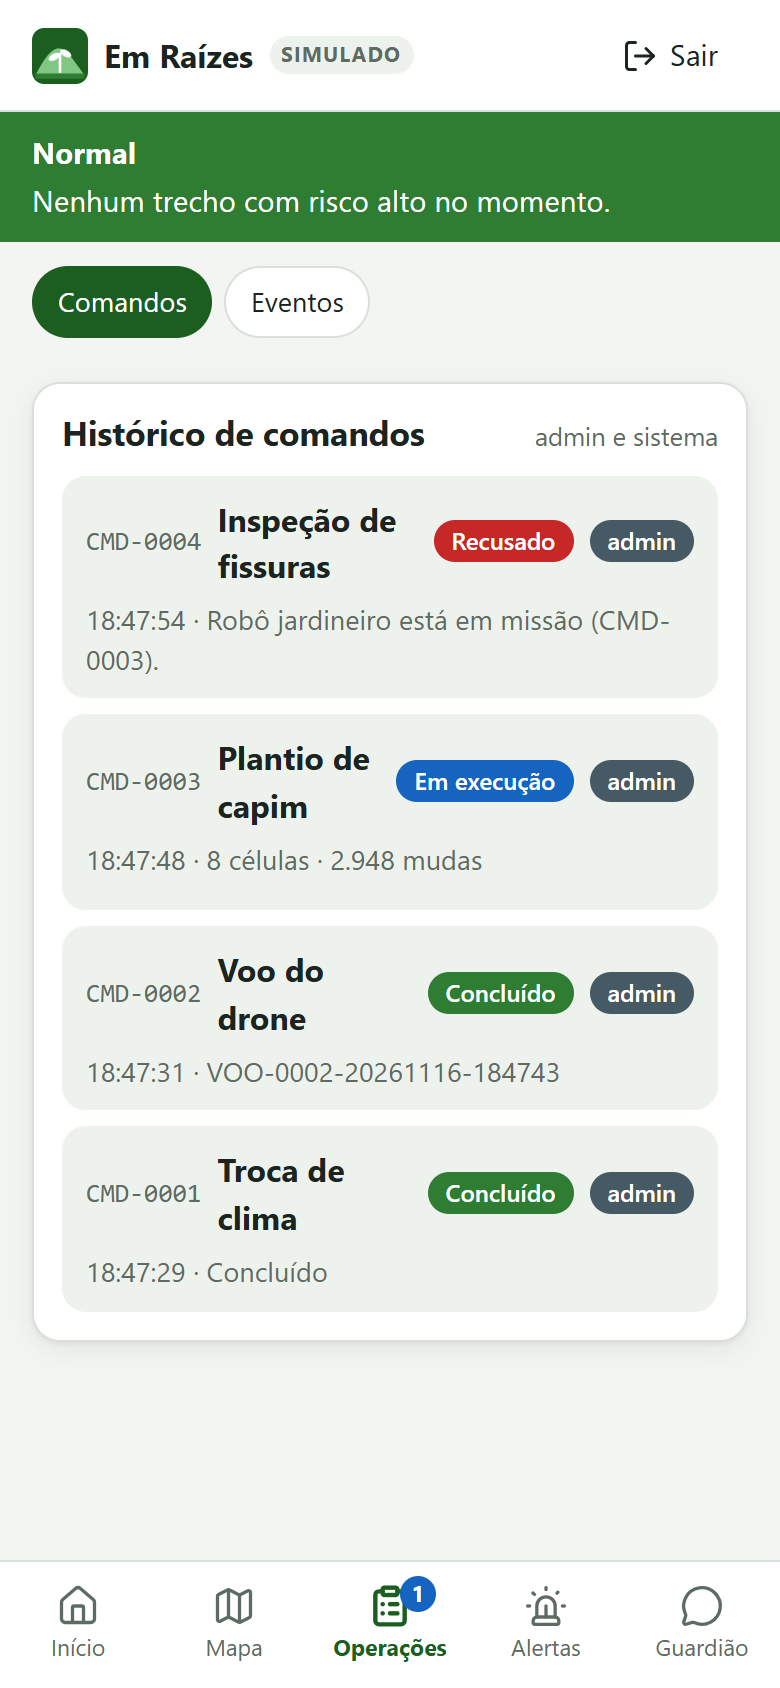 Em Raízes
SIMULADO
Sair
Normal
Nenhum trecho com risco alto no momento.
Comandos
Eventos
Histórico de comandos
admin e sistema
CMD-0004
Inspeção de
fissuras
Recusado
admin
18:47:54 · Robô jardineiro está em missão (CMD-
0003).
CMD-0003
Plantio de
capim
Em execução
admin
18:47:48 · 8 células · 2.948 mudas
CMD-0002
Voo do
drone
Concluído
admin
18:47:31 · VOO-0002-20261116-184743
CMD-0001
Troca de
clima
Concluído
admin
18:47:29 · Concluído
1
Início
Mapa
Operações
Alertas
Guardião